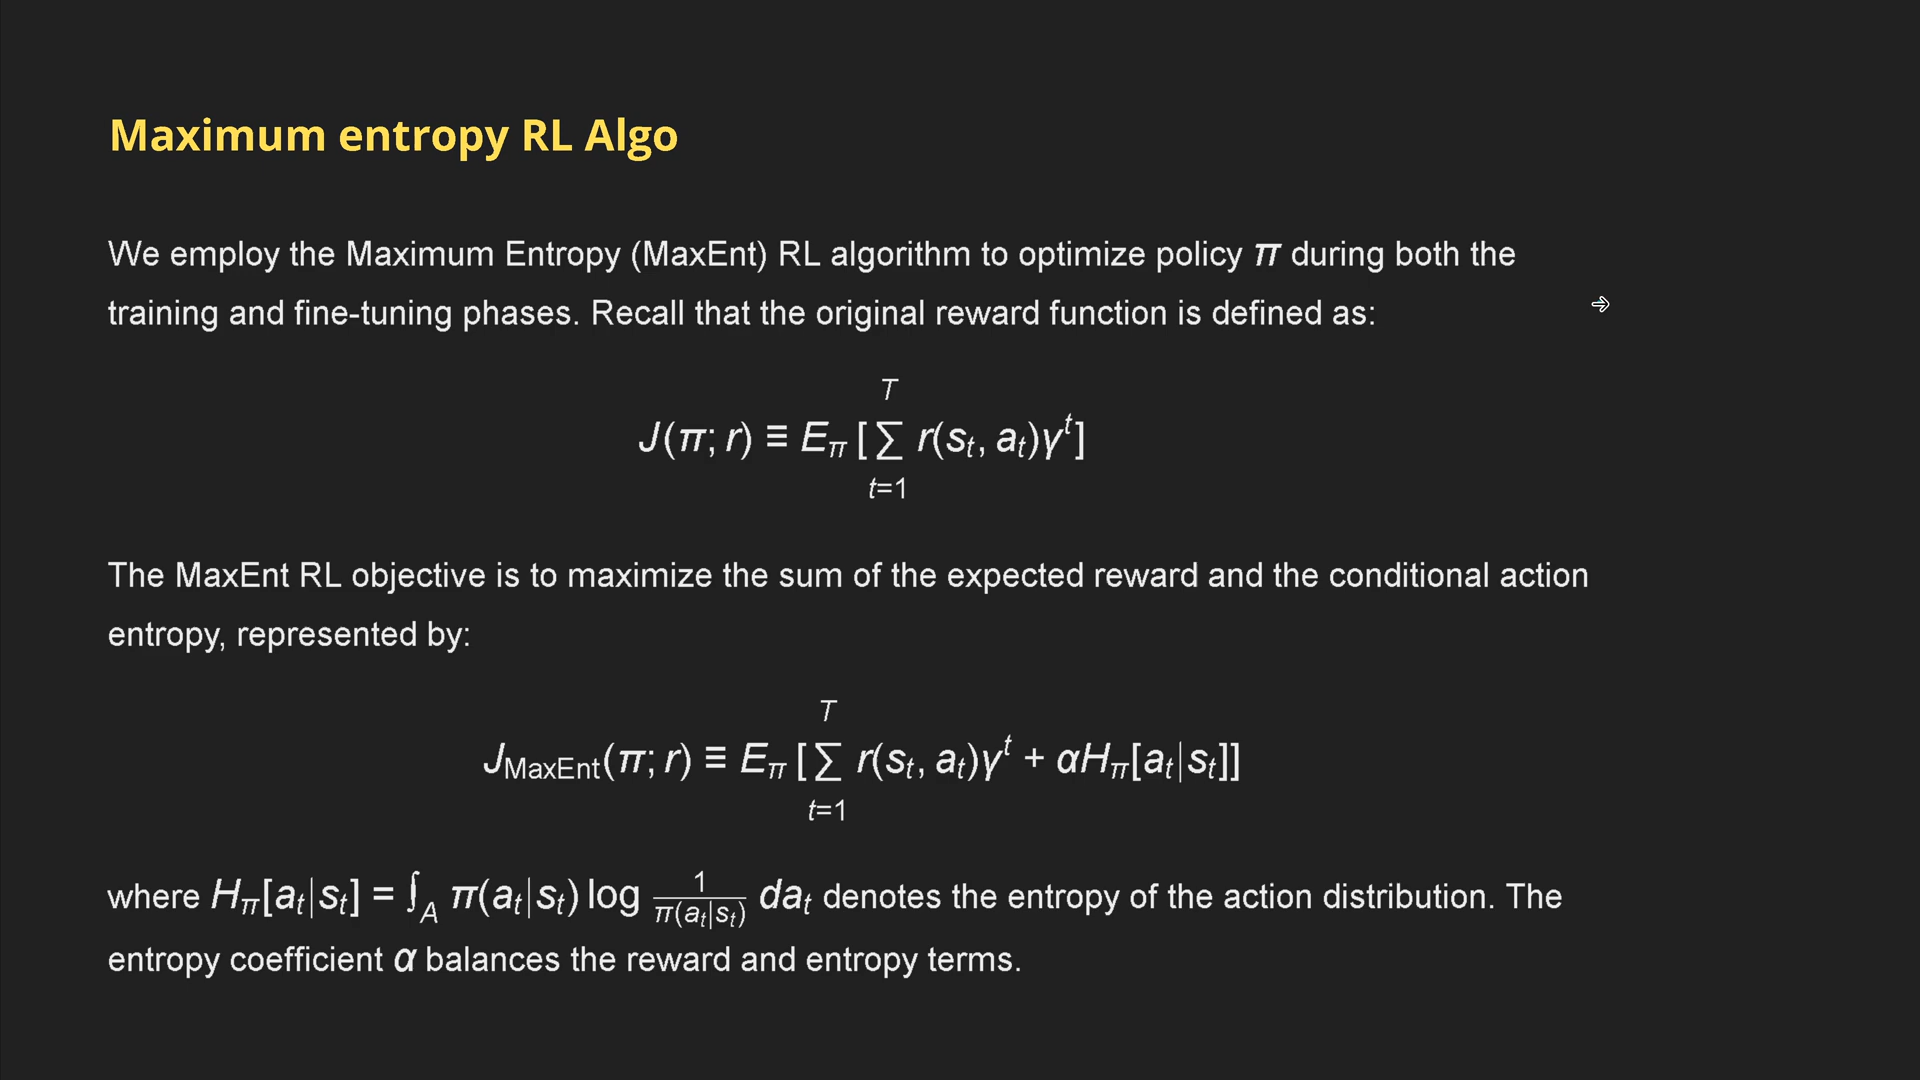 Maximum entropy RL Algo
We employ the Maximum Entropy (MaxEnt) RL algorithm to optimize policy π during both the
training and fine-tuning phases. Recall that the original reward function is defined as:
J(π; r) ≡ E_π [∑_{t=1}^{T} r(s_t, a_t)γ^t]
The MaxEnt RL objective is to maximize the sum of the expected reward and the conditional action
entropy, represented by:
J_MaxEnt(π; r) ≡ E_π [∑_{t=1}^{T} r(s_t, a_t)γ^t + αH_π[a_t|s_t]]
where H_π[a_t|s_t] = ∫_A π(a_t|s_t) log \frac{1}{π(a_t|s_t)} da_t denotes the entropy of the action distribution. The
entropy coefficient α balances the reward and entropy terms.